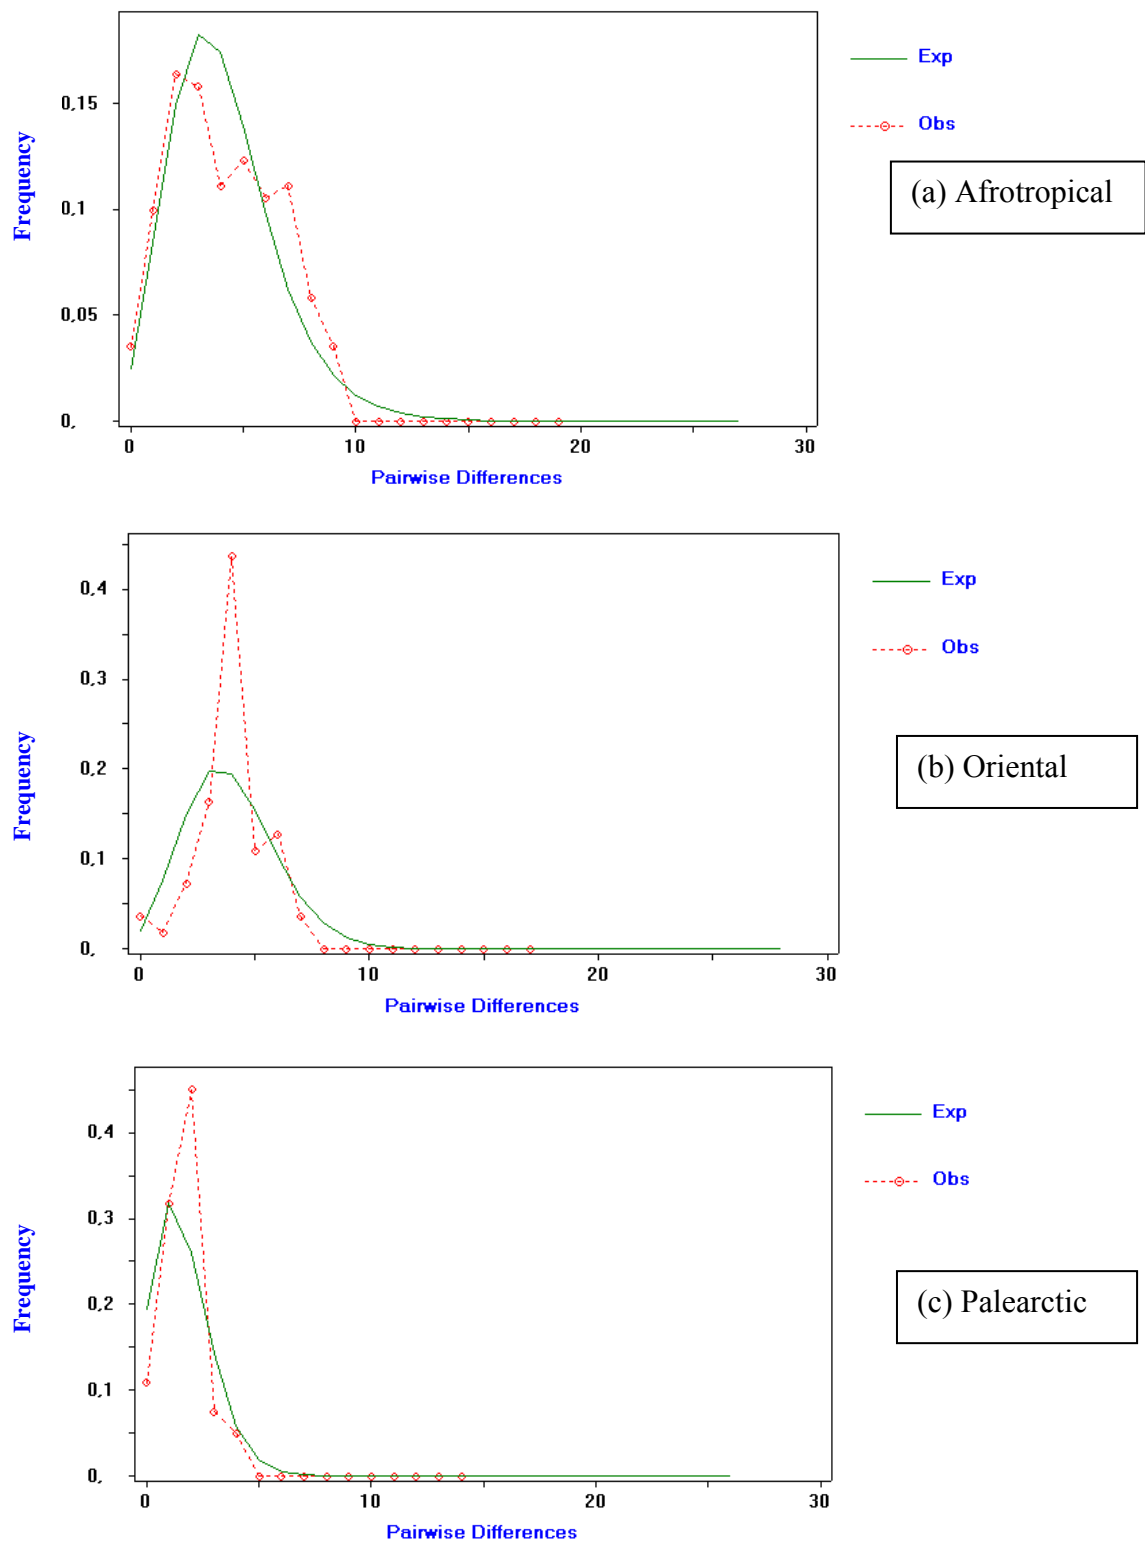 Frequency
0,15
0,1
0,05
0,
0
10
20
30
Pairwise Differences
Exp
Obs
(a) Afrotropical
Frequency
0,4
0,3
0,2
0,1
0,
0
10
20
30
Pairwise Differences
Exp
Obs
(b) Oriental
Frequency
0,4
0,3
0,2
0,1
0,
0
10
20
30
Pairwise Differences
Exp
Obs
(c) Palearctic